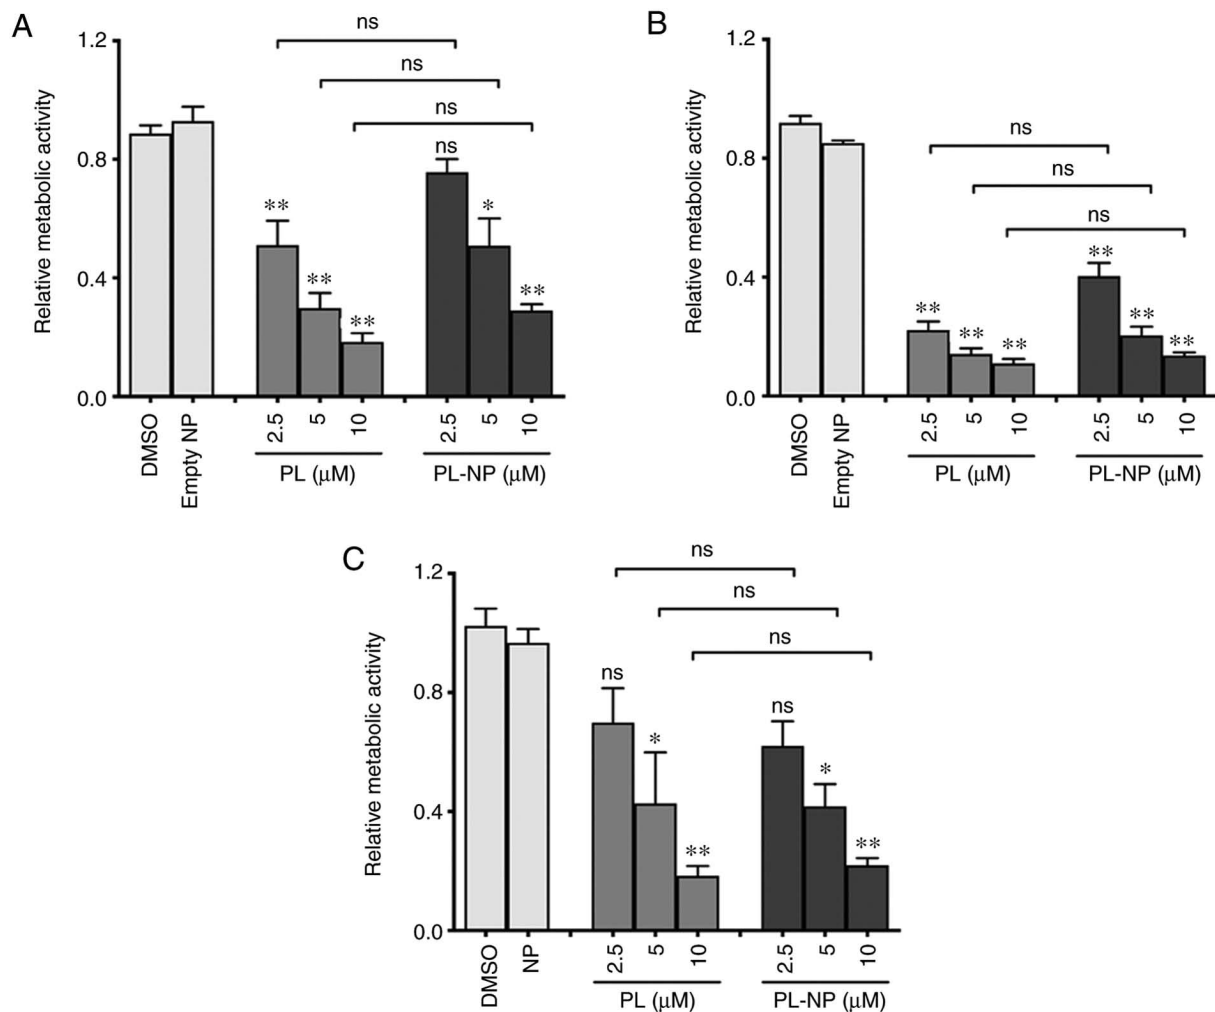 A
ns
1.2
ns
ns
ns
0.8
**
*
**
**
**
0.4
0.0
Relative metabolic activity
DMSO
Empty NP
2.5
5
10
2.5
5
10
PL (μM)
PL-NP (μM)
B
1.2
ns
ns
ns
0.8
**
**
**
**
**
**
0.4
0.0
Relative metabolic activity
DMSO
Empty NP
2.5
5
10
2.5
5
10
PL (μM)
PL-NP (μM)
C
ns
1.2
ns
ns
ns
ns
0.8
*
*
**
**
0.4
0.0
Relative metabolic activity
DMSO
NP
2.5
5
10
2.5
5
10
PL (μM)
PL-NP (μM)